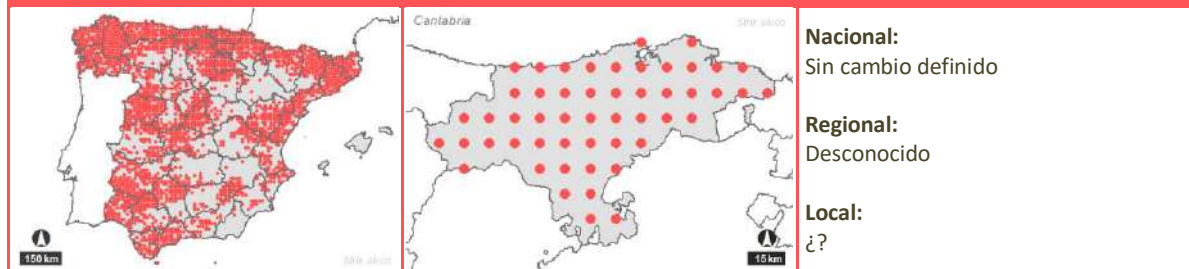 150 km
Cantabria
15 km
Nacional:
Sin cambio definido
Regional:
Desconocido
Local:
¿?